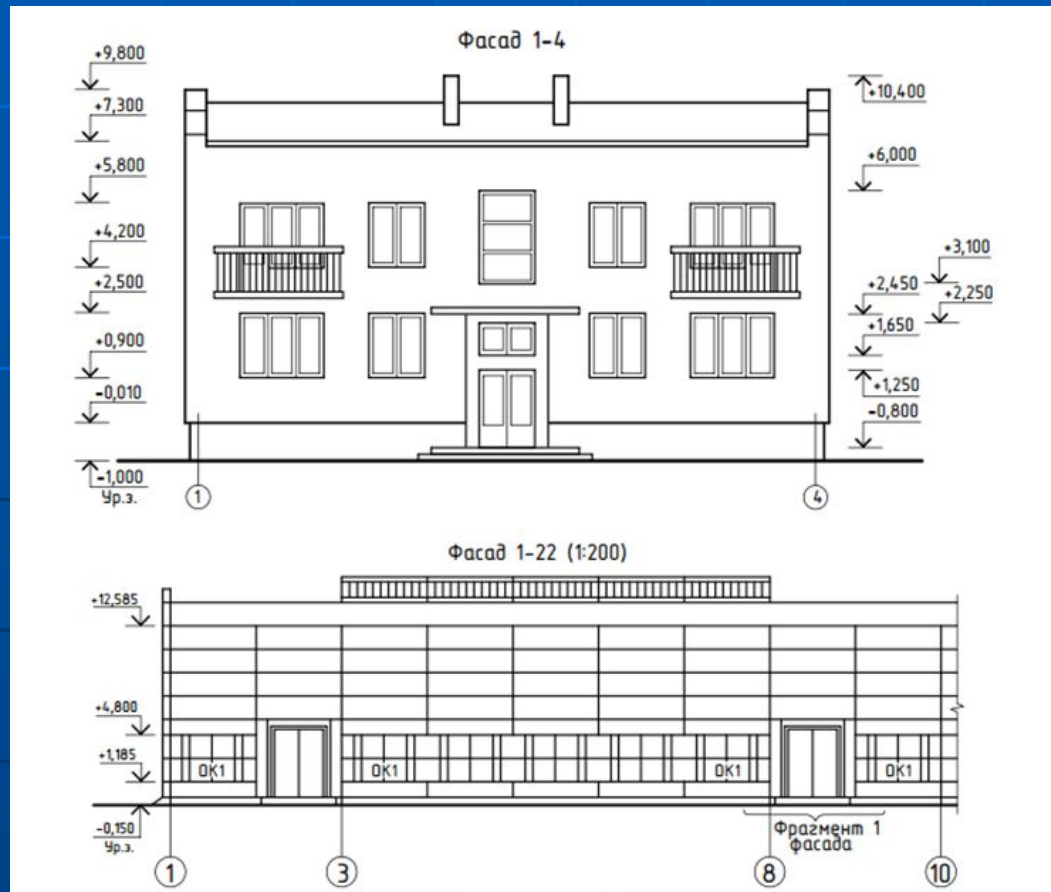 Фасад 1-4
+9,800
+7,300
+5,800
+4,200
+2,500
+0,900
-0,010
-1,000
Ур.з.
+10,400
+6,000
+3,100
+2,450
+2,250
+1,650
+1,250
-0,800
1
4
Фасад 1-22 (1:200)
+12,585
+4,800
+1,185
-0,150
Ур.з.
ОК1
ОК1
ОК1
ОК1
Фрагмент 1
фасада
1
3
8
10